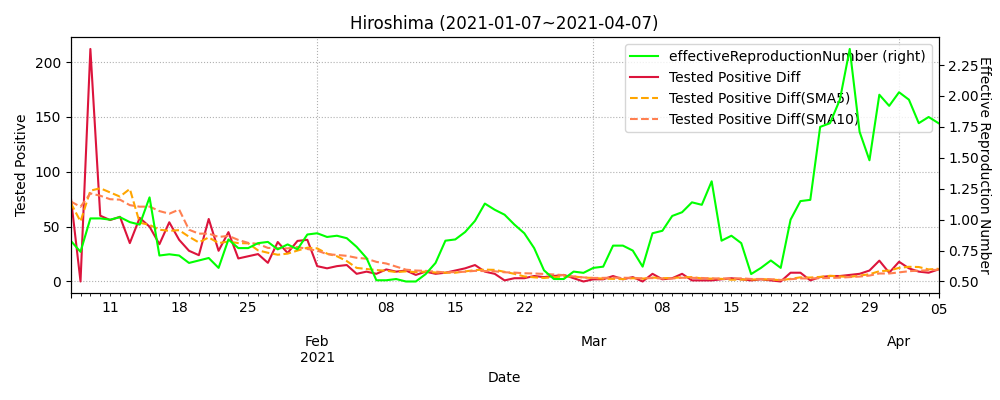 Hiroshima (2021-01-07~2021-04-07)
effectiveReproductionNumber (right)
Tested Positive Diff
Tested Positive Diff(SMA5)
Tested Positive Diff(SMA10)
Tested Positive
200
150
100
50
0
Effective Reproduction Number
2.25
2.00
1.75
1.50
1.25
1.00
0.75
0.50
11 18 25 08 15 22 08 15 22 29 05
Feb Mar Apr
2021
Date